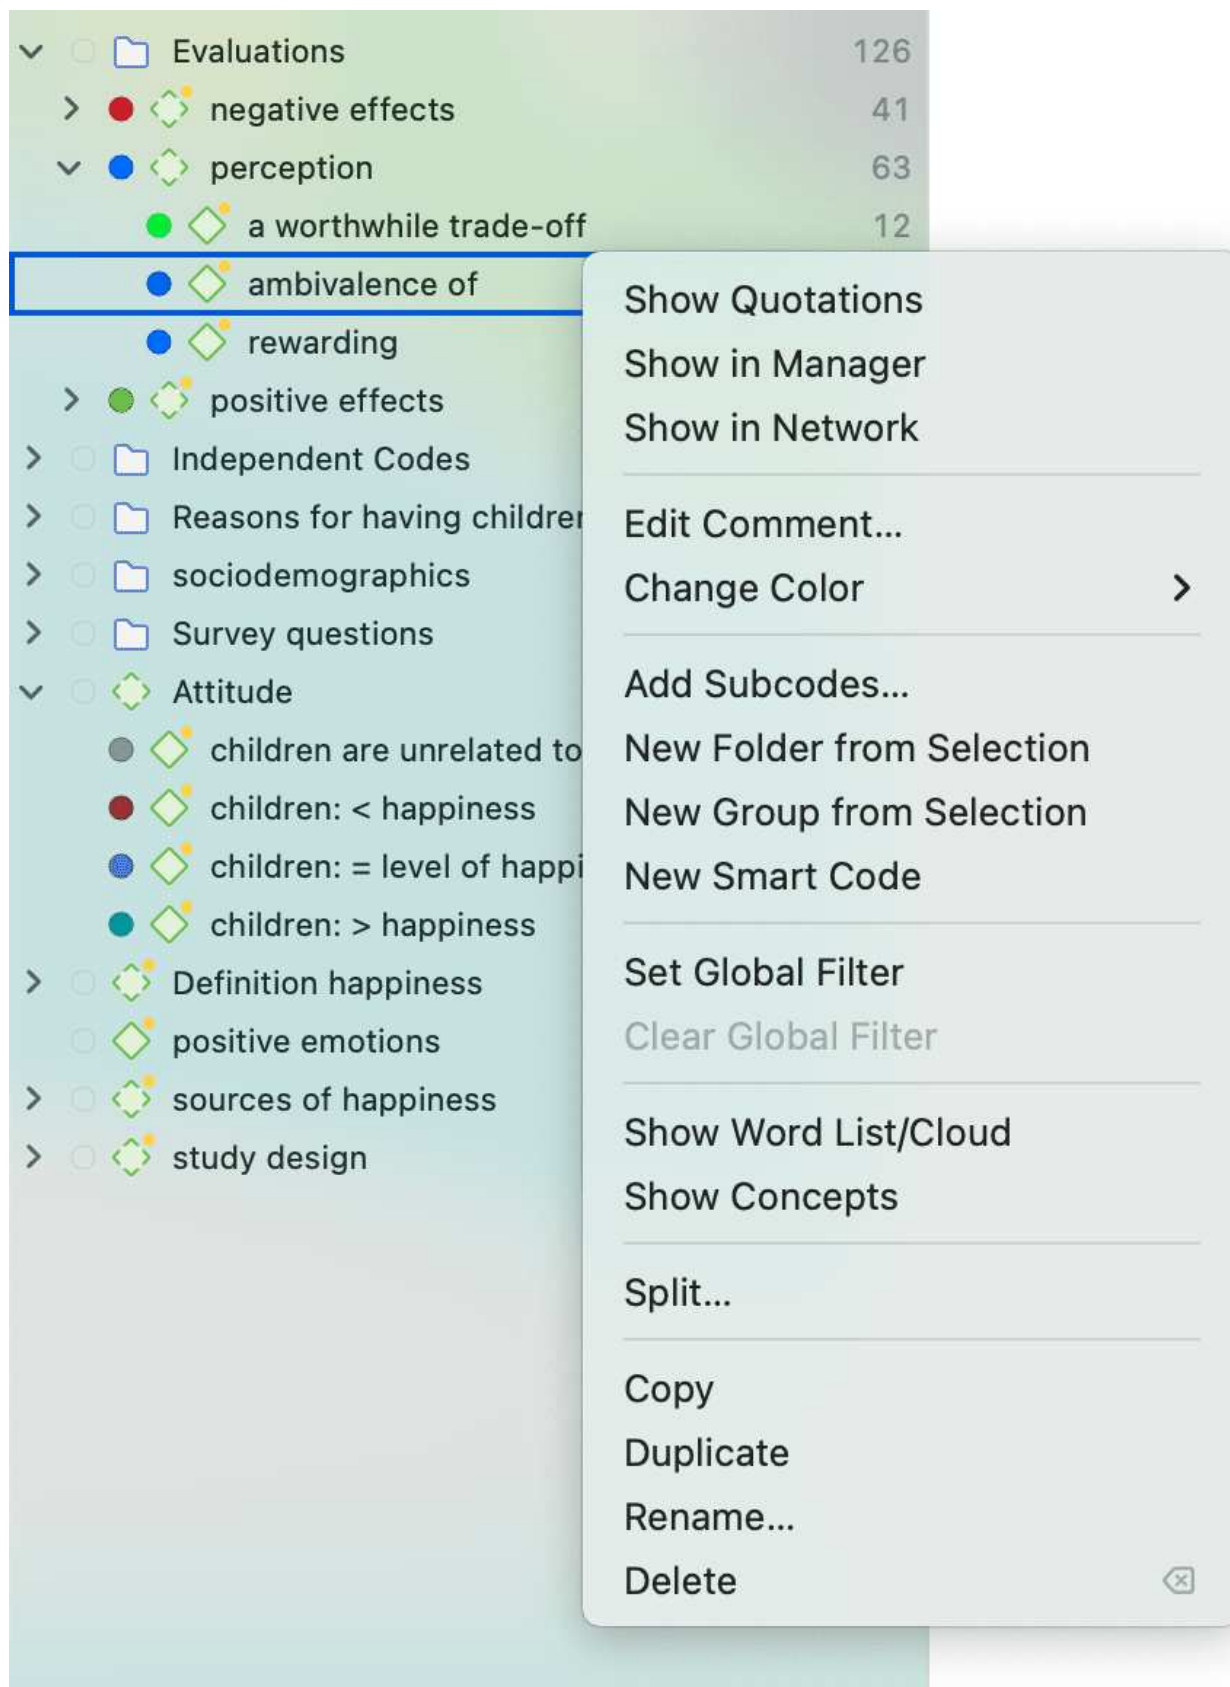 Evaluations 126
negative effects 41
perception 63
a worthwhile trade-off 12
ambivalence of
rewarding
positive effects
Independent Codes
Reasons for having childre
sociodemographics
Survey questions
Attitude
children are unrelated to
children: < happiness
children: = level of happi
children: > happiness
Definition happiness
positive emotions
sources of happiness
study design
Show Quotations
Show in Manager
Show in Network
Edit Comment...
Change Color
Add Subcodes...
New Folder from Selection
New Group from Selection
New Smart Code
Set Global Filter
Clear Global Filter
Show Word List/Cloud
Show Concepts
Split...
Copy
Duplicate
Rename...
Delete